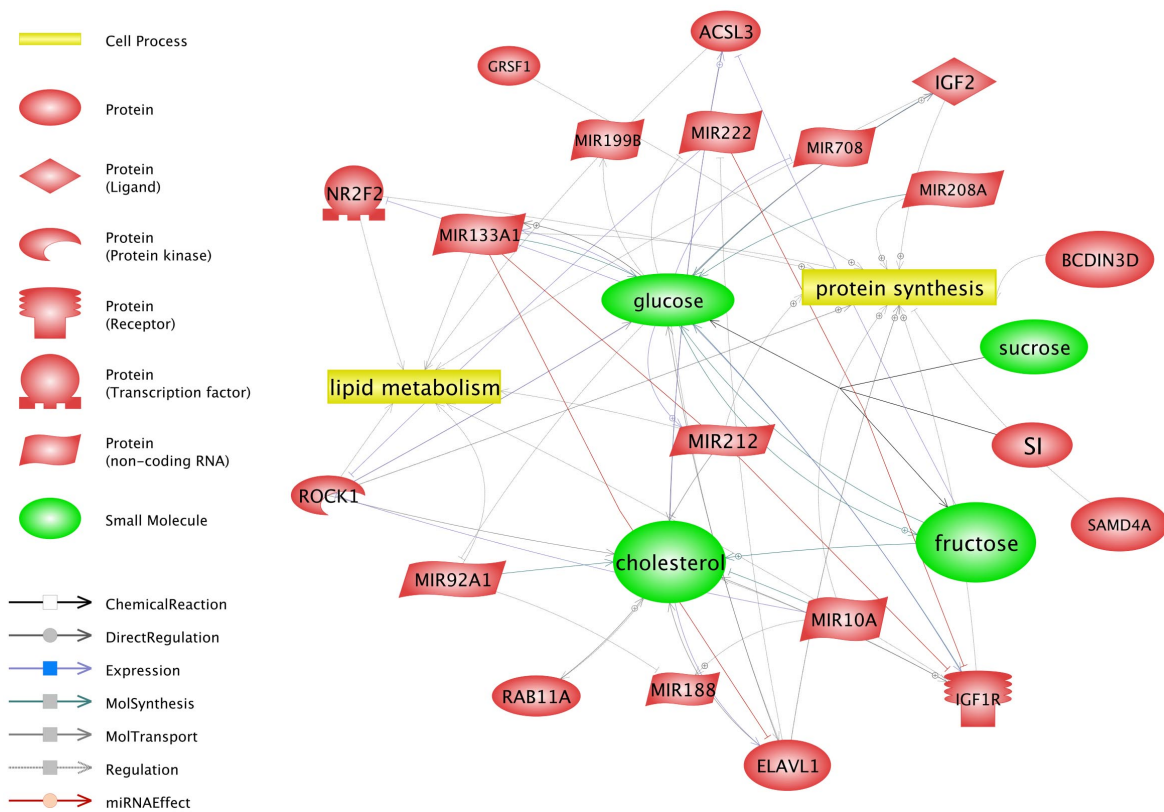 Cell Process
Protein
Protein
(Ligand)
Protein
(Protein kinase)
Protein
(Receptor)
Protein
(Transcription factor)
Protein
(non-coding RNA)
Small Molecule
ChemicalReaction
DirectRegulation
Expression
MolSynthesis
MolTransport
Regulation
miRNAEffect
ACSL3
GRSF1
IGF2
MIR199B
MIR222
MIR708
NR2F2
MIR208A
MIR133A1
BCDIN3D
glucose
protein synthesis
sucrose
lipid metabolism
MIR212
SI
ROCK1
SAMD4A
fructose
cholesterol
MIR92A1
MIR10A
RAB11A
MIR188
IGF1R
ELAVL1